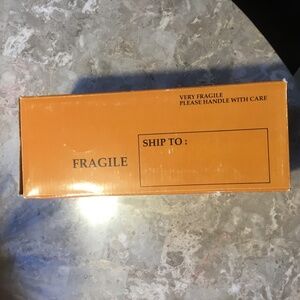 VERY FRAGILE
PLEASE HANDLE WITH CARE
SHIP TO :
FRAGILE